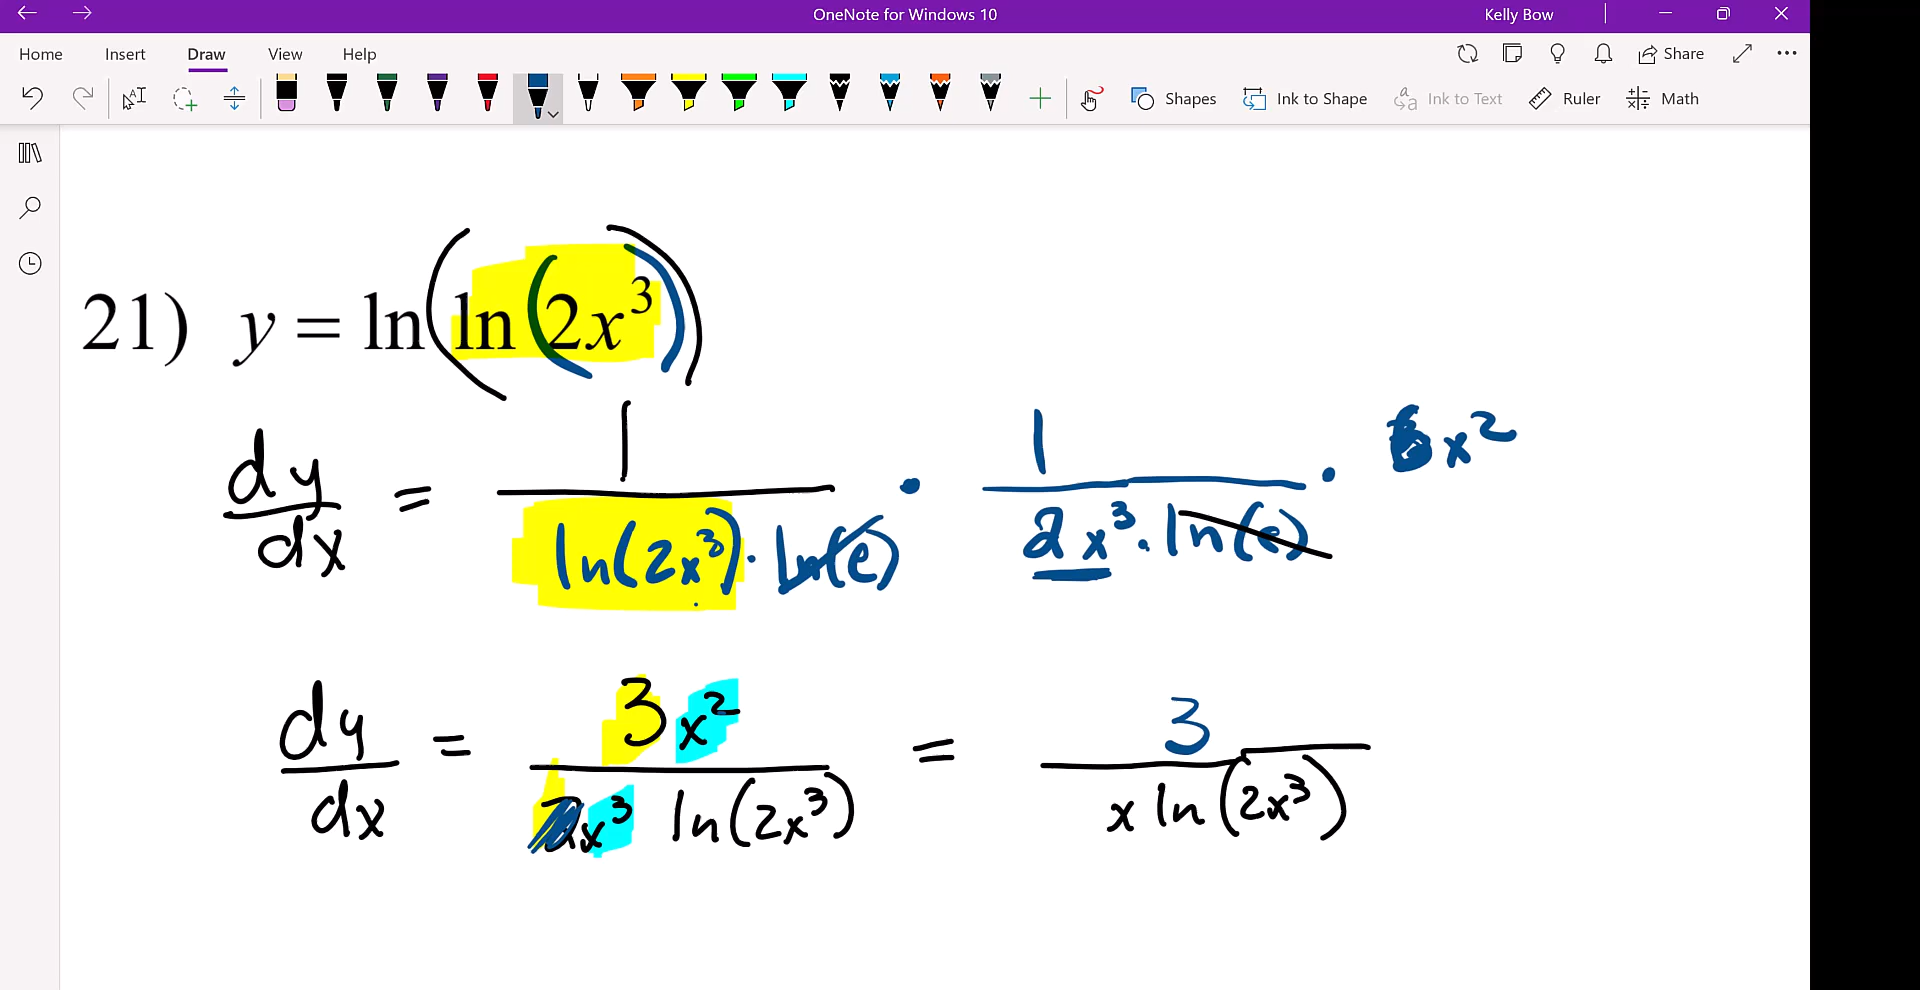 OneNote for Windows 10 Kelly Bow
Home Insert Draw View Help Share
Shapes Ink to Shape Ink to Text Ruler Math
21) y = ln(ln(2x³))
dy/dx = 1/(ln(2x³)·ln(e)) · 1/(2x³·ln(e)) · 6x²
dy/dx = 3x²/(2x³ ln(2x³)) = 3/(x ln(2x³))